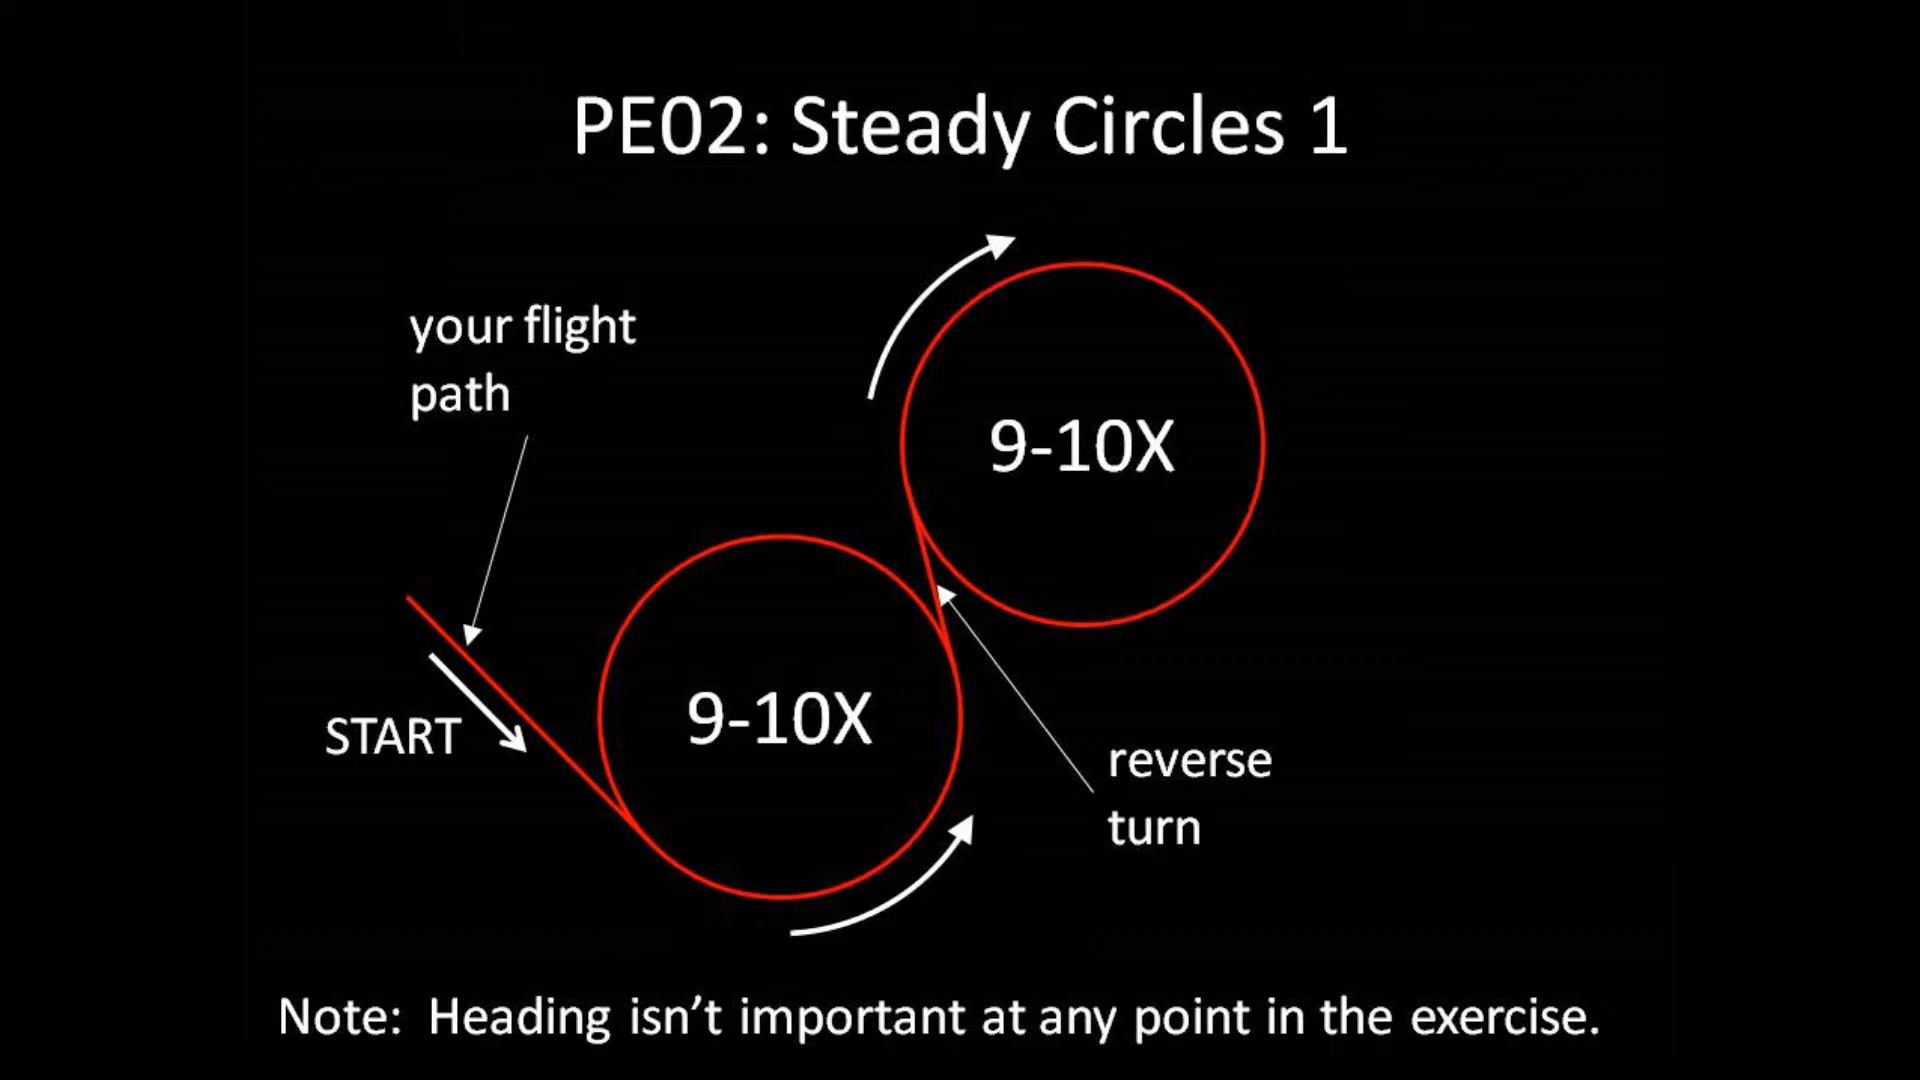 PE02: Steady Circles 1
your flight
path
9-10X
START
9-10X
reverse
turn
Note: Heading isn’t important at any point in the exercise.